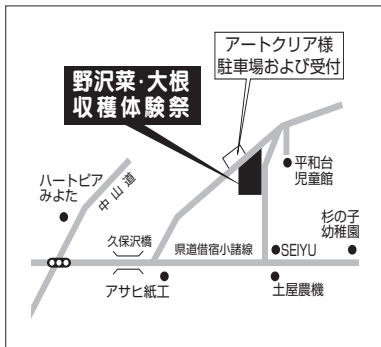 アートクリア様
駐車場および受付
野沢菜・大根
収穫体験祭
平和台
児童館
ハートピア
みよた
中山道
杉の子
幼稚園
久保沢橋
県道借宿小諸線
SEIYU
アサヒ紙工
土屋農機